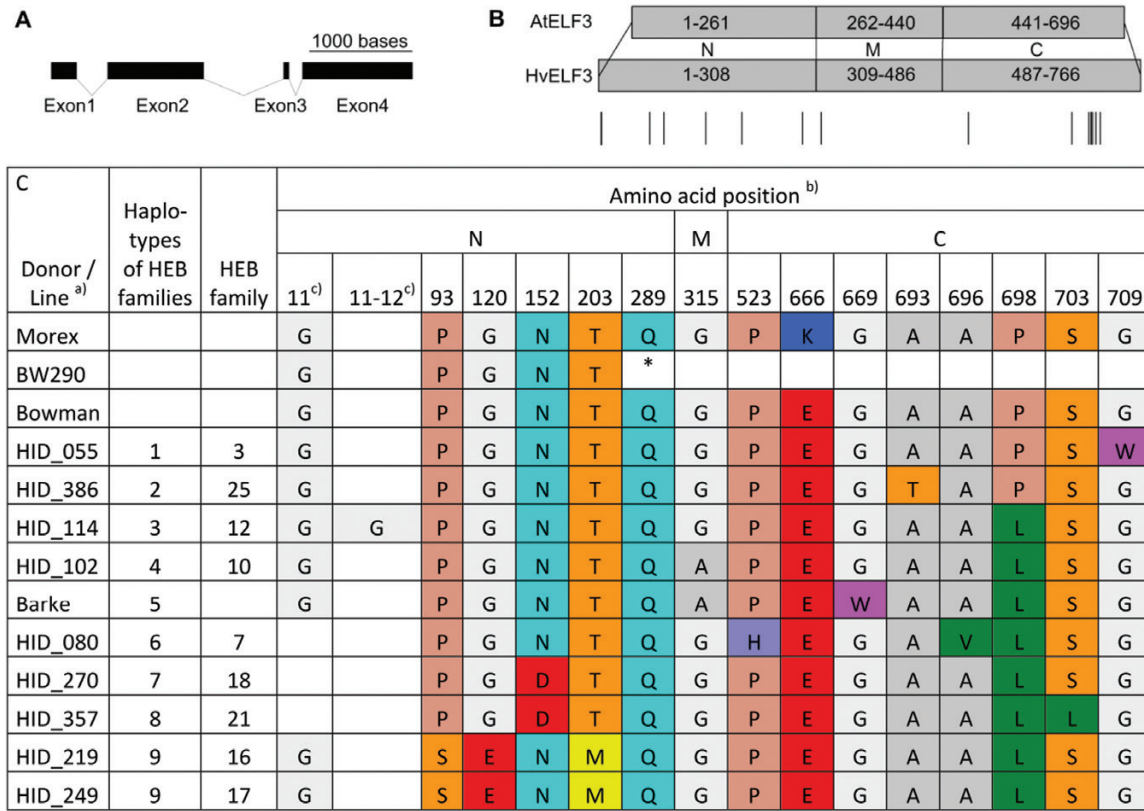 A
1000 bases
Exon1 Exon2 Exon3 Exon4
B
AtELF3 1-261 262-440 441-696
N M C
HvELF3 1-308 309-486 487-766
C
Donor / Line a) Haplo-types of HEB families HEB family Amino acid position b)
N M C
11 c) 11-12 c) 93 120 152 203 289 315 523 666 669 693 696 698 703 709
Morex G P G N T Q G P K G A A P S G
BW290 G P G N T *
Bowman G P G N T Q G P E G A A P S G
HID_055 1 3 G P G N T Q G P E G A A P S W
HID_386 2 25 G P G N T Q G P E G T A P S G
HID_114 3 12 G G P G N T Q G P E G A A L S G
HID_102 4 10 G P G N T Q A P E G A A L S G
Barke 5 G P G N T Q A P E W A A L S G
HID_080 6 7 P G N T Q G H E G A V L S G
HID_270 7 18 P G D T Q G P E G A A L S G
HID_357 8 21 P G D T Q G P E G A A L L G
HID_219 9 16 G S E N M Q G P E G A A L S G
HID_249 9 17 G S E N M Q G P E G A A L S G